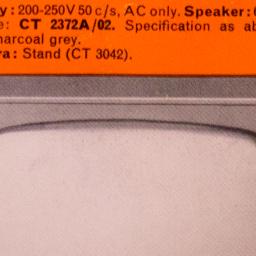 y: 200-250V 50 c/s, AC only. Speaker:
e: CT 2372A/02. Specification as ab
harcoal grey.
ra: Stand (CT 3042).